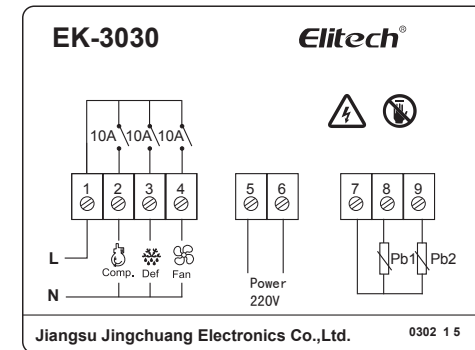 EK-3030 Elitech®
10A 10A 10A
1 2 3 4 5 6 7 8 9
L Comp. Def Fan Pb1 Pb2
N Power
220V
Jiangsu Jingchuang Electronics Co.,Ltd. 0302 1 5